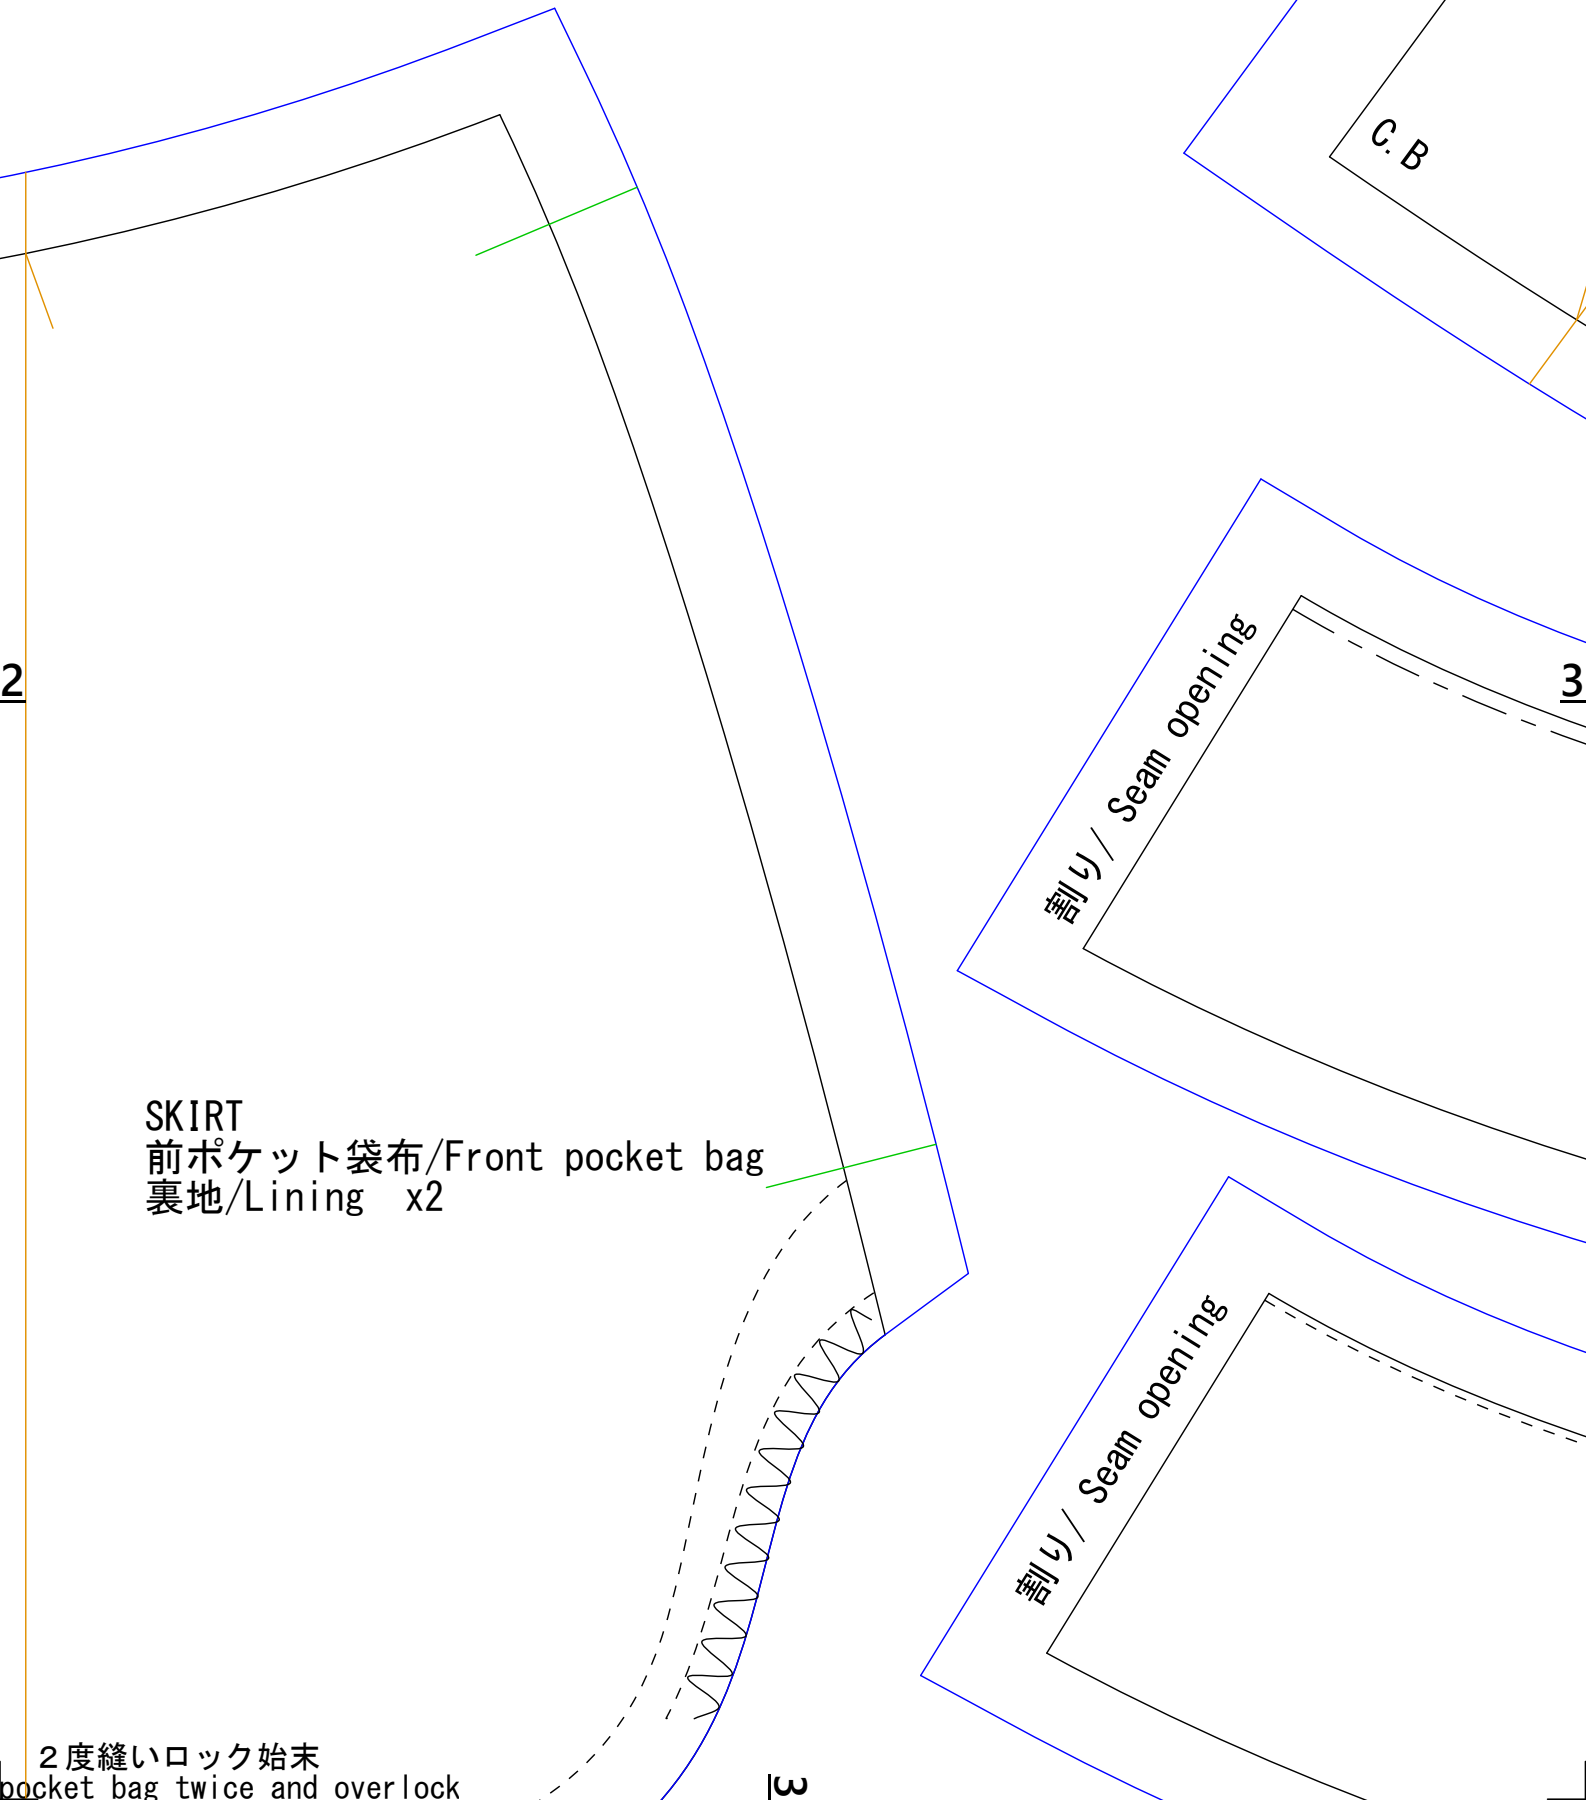 C.B
2
3
割り/ Seam opening
SKIRT
前ポケット袋布/Front pocket bag
裏地/Lining x2
割り/ Seam opening
２度縫いロック始末
pocket bag twice and overlock
3